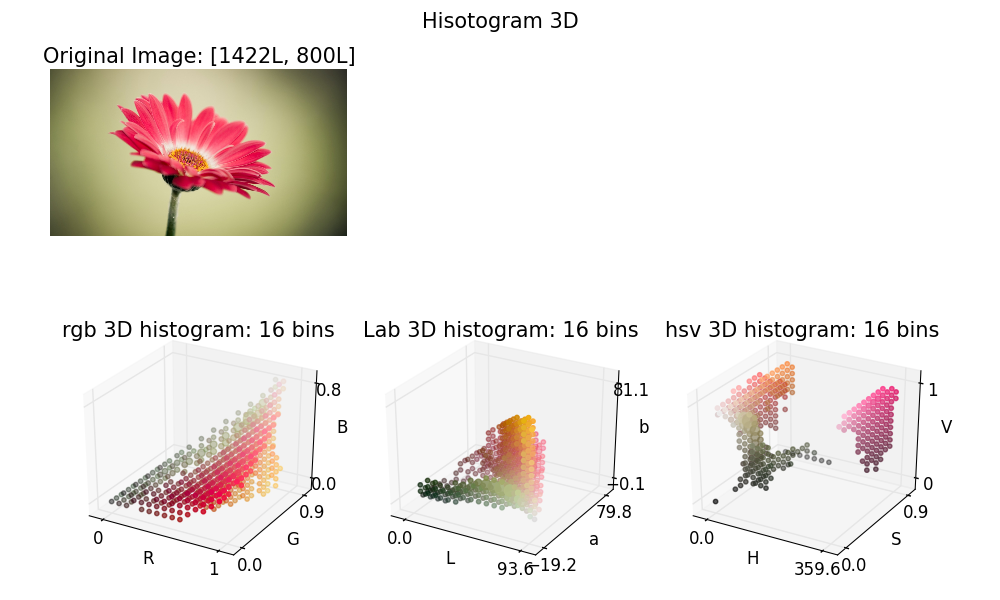 Hisotogram 3D
Original Image: [1422L, 800L]
rgb 3D histogram: 16 bins
Lab 3D histogram: 16 bins
hsv 3D histogram: 16 bins
0.8
B
0.0
0.9
G
0
R
1
0.0
81.1
b
−0.1
79.8
a
0.0
L
93.6
−19.2
1
V
0
0.9
S
0.0
H
359.6
0.0